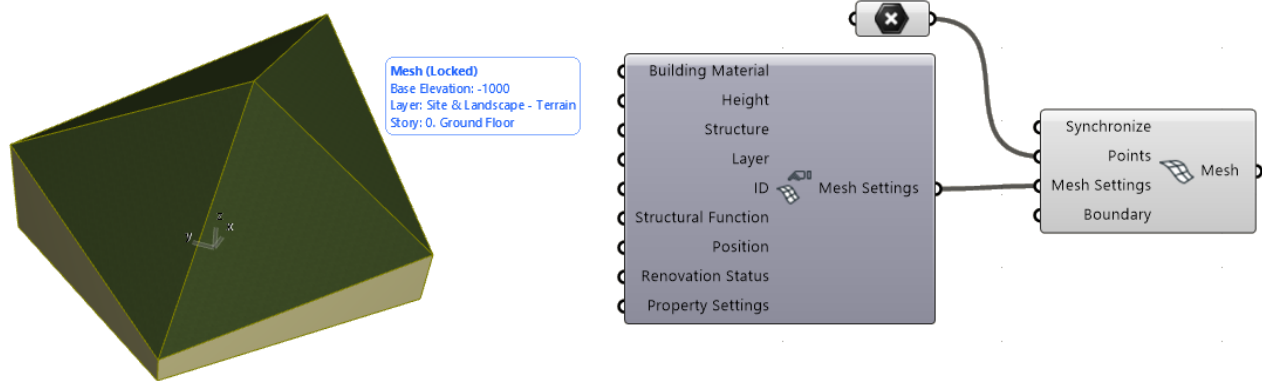 Mesh (Locked)
Base Elevation: -1000
Layer: Site & Landscape - Terrain
Story: 0. Ground Floor
z
y
x
Building Material
Height
Structure
Layer
ID
Structural Function
Position
Renovation Status
Property Settings
Mesh Settings
Synchronize
Points
Mesh Settings
Boundary
Mesh